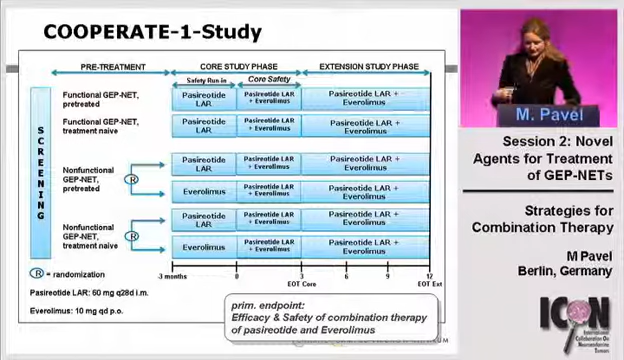 COOPERATE-1-Study
PRE-TREATMENT
CORE STUDY PHASE
EXTENSION STUDY PHASE
Safety Run in
Core Safety
SCREENING
Functional GEP-NET,
pretreated
Pasireotide
LAR
Pasireotide LAR
+ Everolimus
Pasireotide LAR +
Everolimus
Functional GEP-NET,
treatment naive
Pasireotide
LAR
Pasireotide LAR
+ Everolimus
Pasireotide LAR +
Everolimus
Nonfunctional
GEP-NET,
pretreated
R
Pasireotide
LAR
Pasireotide LAR
+ Everolimus
Pasireotide LAR +
Everolimus
Everolimus
Pasireotide LAR
+ Everolimus
Pasireotide LAR +
Everolimus
Nonfunctional
GEP-NET,
treatment naive
R
Pasireotide
LAR
Pasireotide LAR
+ Everolimus
Pasireotide LAR +
Everolimus
Everolimus
Pasireotide LAR
+ Everolimus
Pasireotide LAR +
Everolimus
R = randomization
-3 months 0 3 6 9 12
EOT Core
EOT Ext
Pasireotide LAR: 60 mg q28d i.m.
Everolimus: 10 mg qd p.o.
prim. endpoint:
Efficacy & Safety of combination therapy
of pasireotide and Everolimus
M. Pavel
Session 2: Novel
Agents for Treatment
of GEP-NETs
Strategies for
Combination Therapy
M Pavel
Berlin, Germany
ICON
International
Collaboration On
Neuroendocrine
Tumors